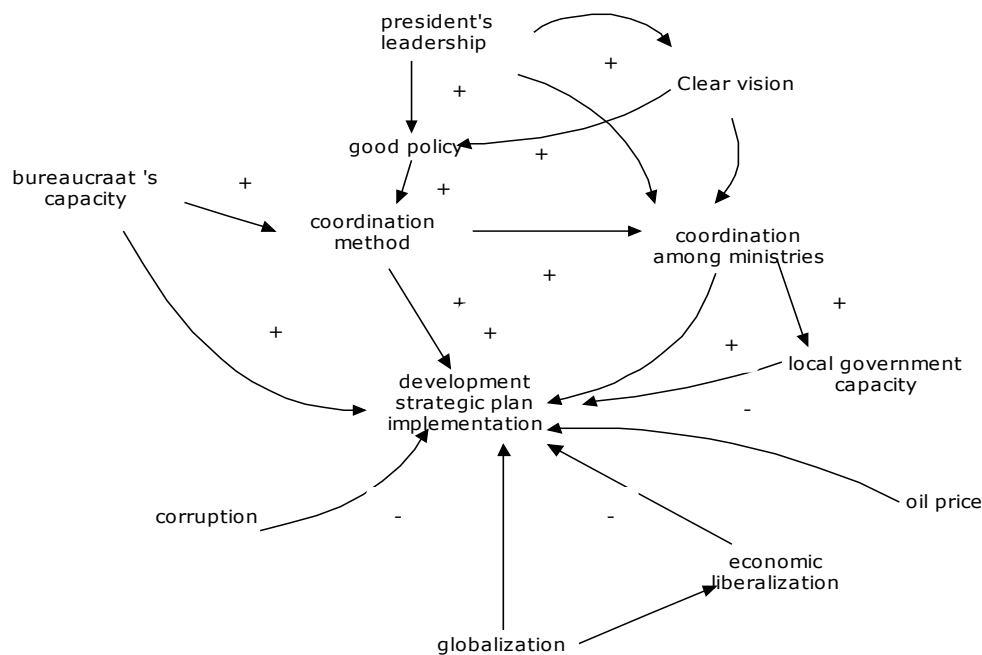 president's
leadership
+
Clear vision
+
good policy
+
bureaucraat 's
capacity
+
+
coordination
method
coordination
among ministries
+
+
+
+
+
+
local government
capacity
development
strategic plan
implementation
-
corruption
-
-
oil price
economic
liberalization
globalization